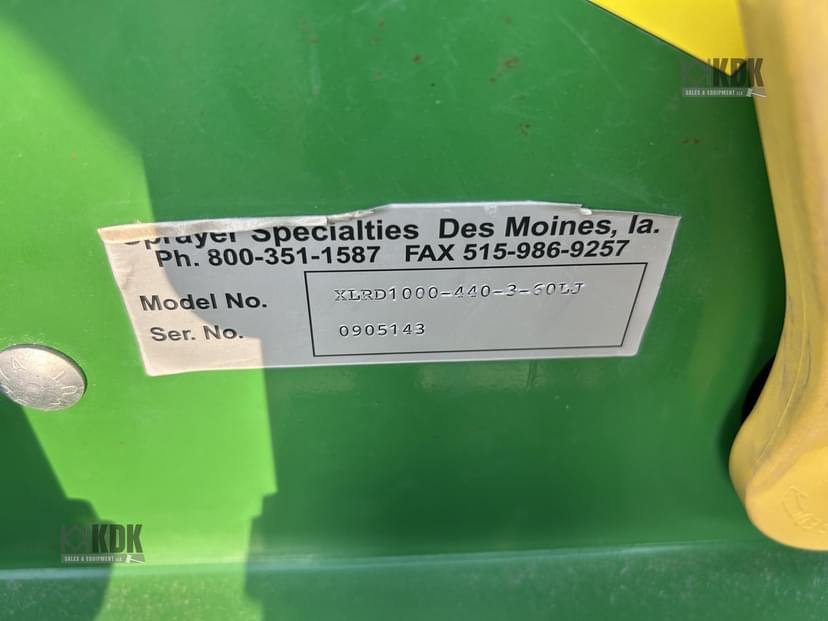 KDK
SALES & EQUIPMENT LLC
Sprayer Specialties Des Moines, Ia.
Ph. 800-351-1587 FAX 515-986-9257
Model No. XLRD1000-440-3-60LJ
Ser. No. 0905143
KDK
SALES & EQUIPMENT LLC